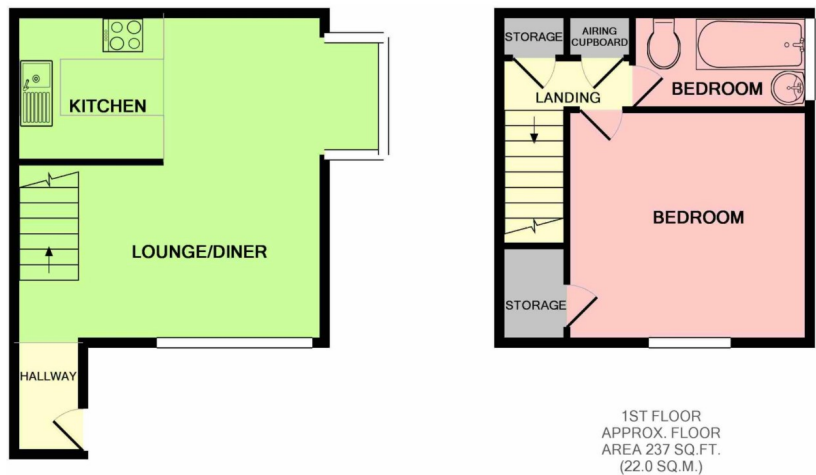 KITCHEN
LOUNGE/DINER
HALLWAY
STORAGE
AIRING
CUPBOARD
LANDING
BEDROOM
BEDROOM
STORAGE
1ST FLOOR
APPROX. FLOOR
AREA 237 SQ.FT.
(22.0 SQ.M.)